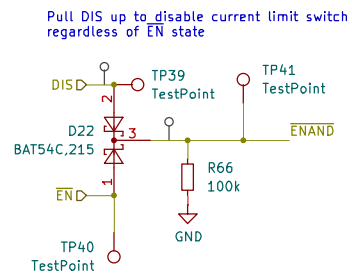 Pull DIS up to disable current limit switch
regardless of EN state
TP39
TestPoint
TP41
TestPoint
DIS
2
D22
BAT54C,215
3
ENAND
1
R66
100k
EN
GND
TP40
TestPoint